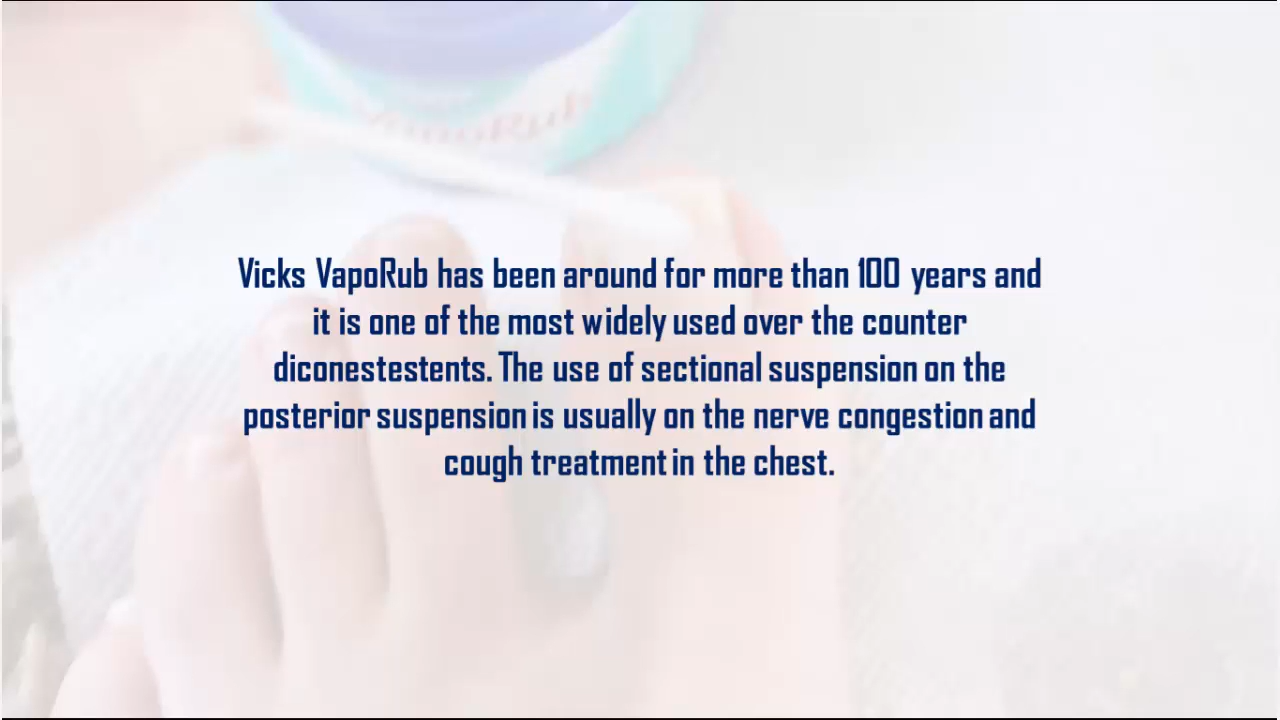 VapoRub
Vicks VapoRub has been around for more than 100 years and
it is one of the most widely used over the counter
diconestestents. The use of sectional suspension on the
posterior suspension is usually on the nerve congestion and
cough treatment in the chest.